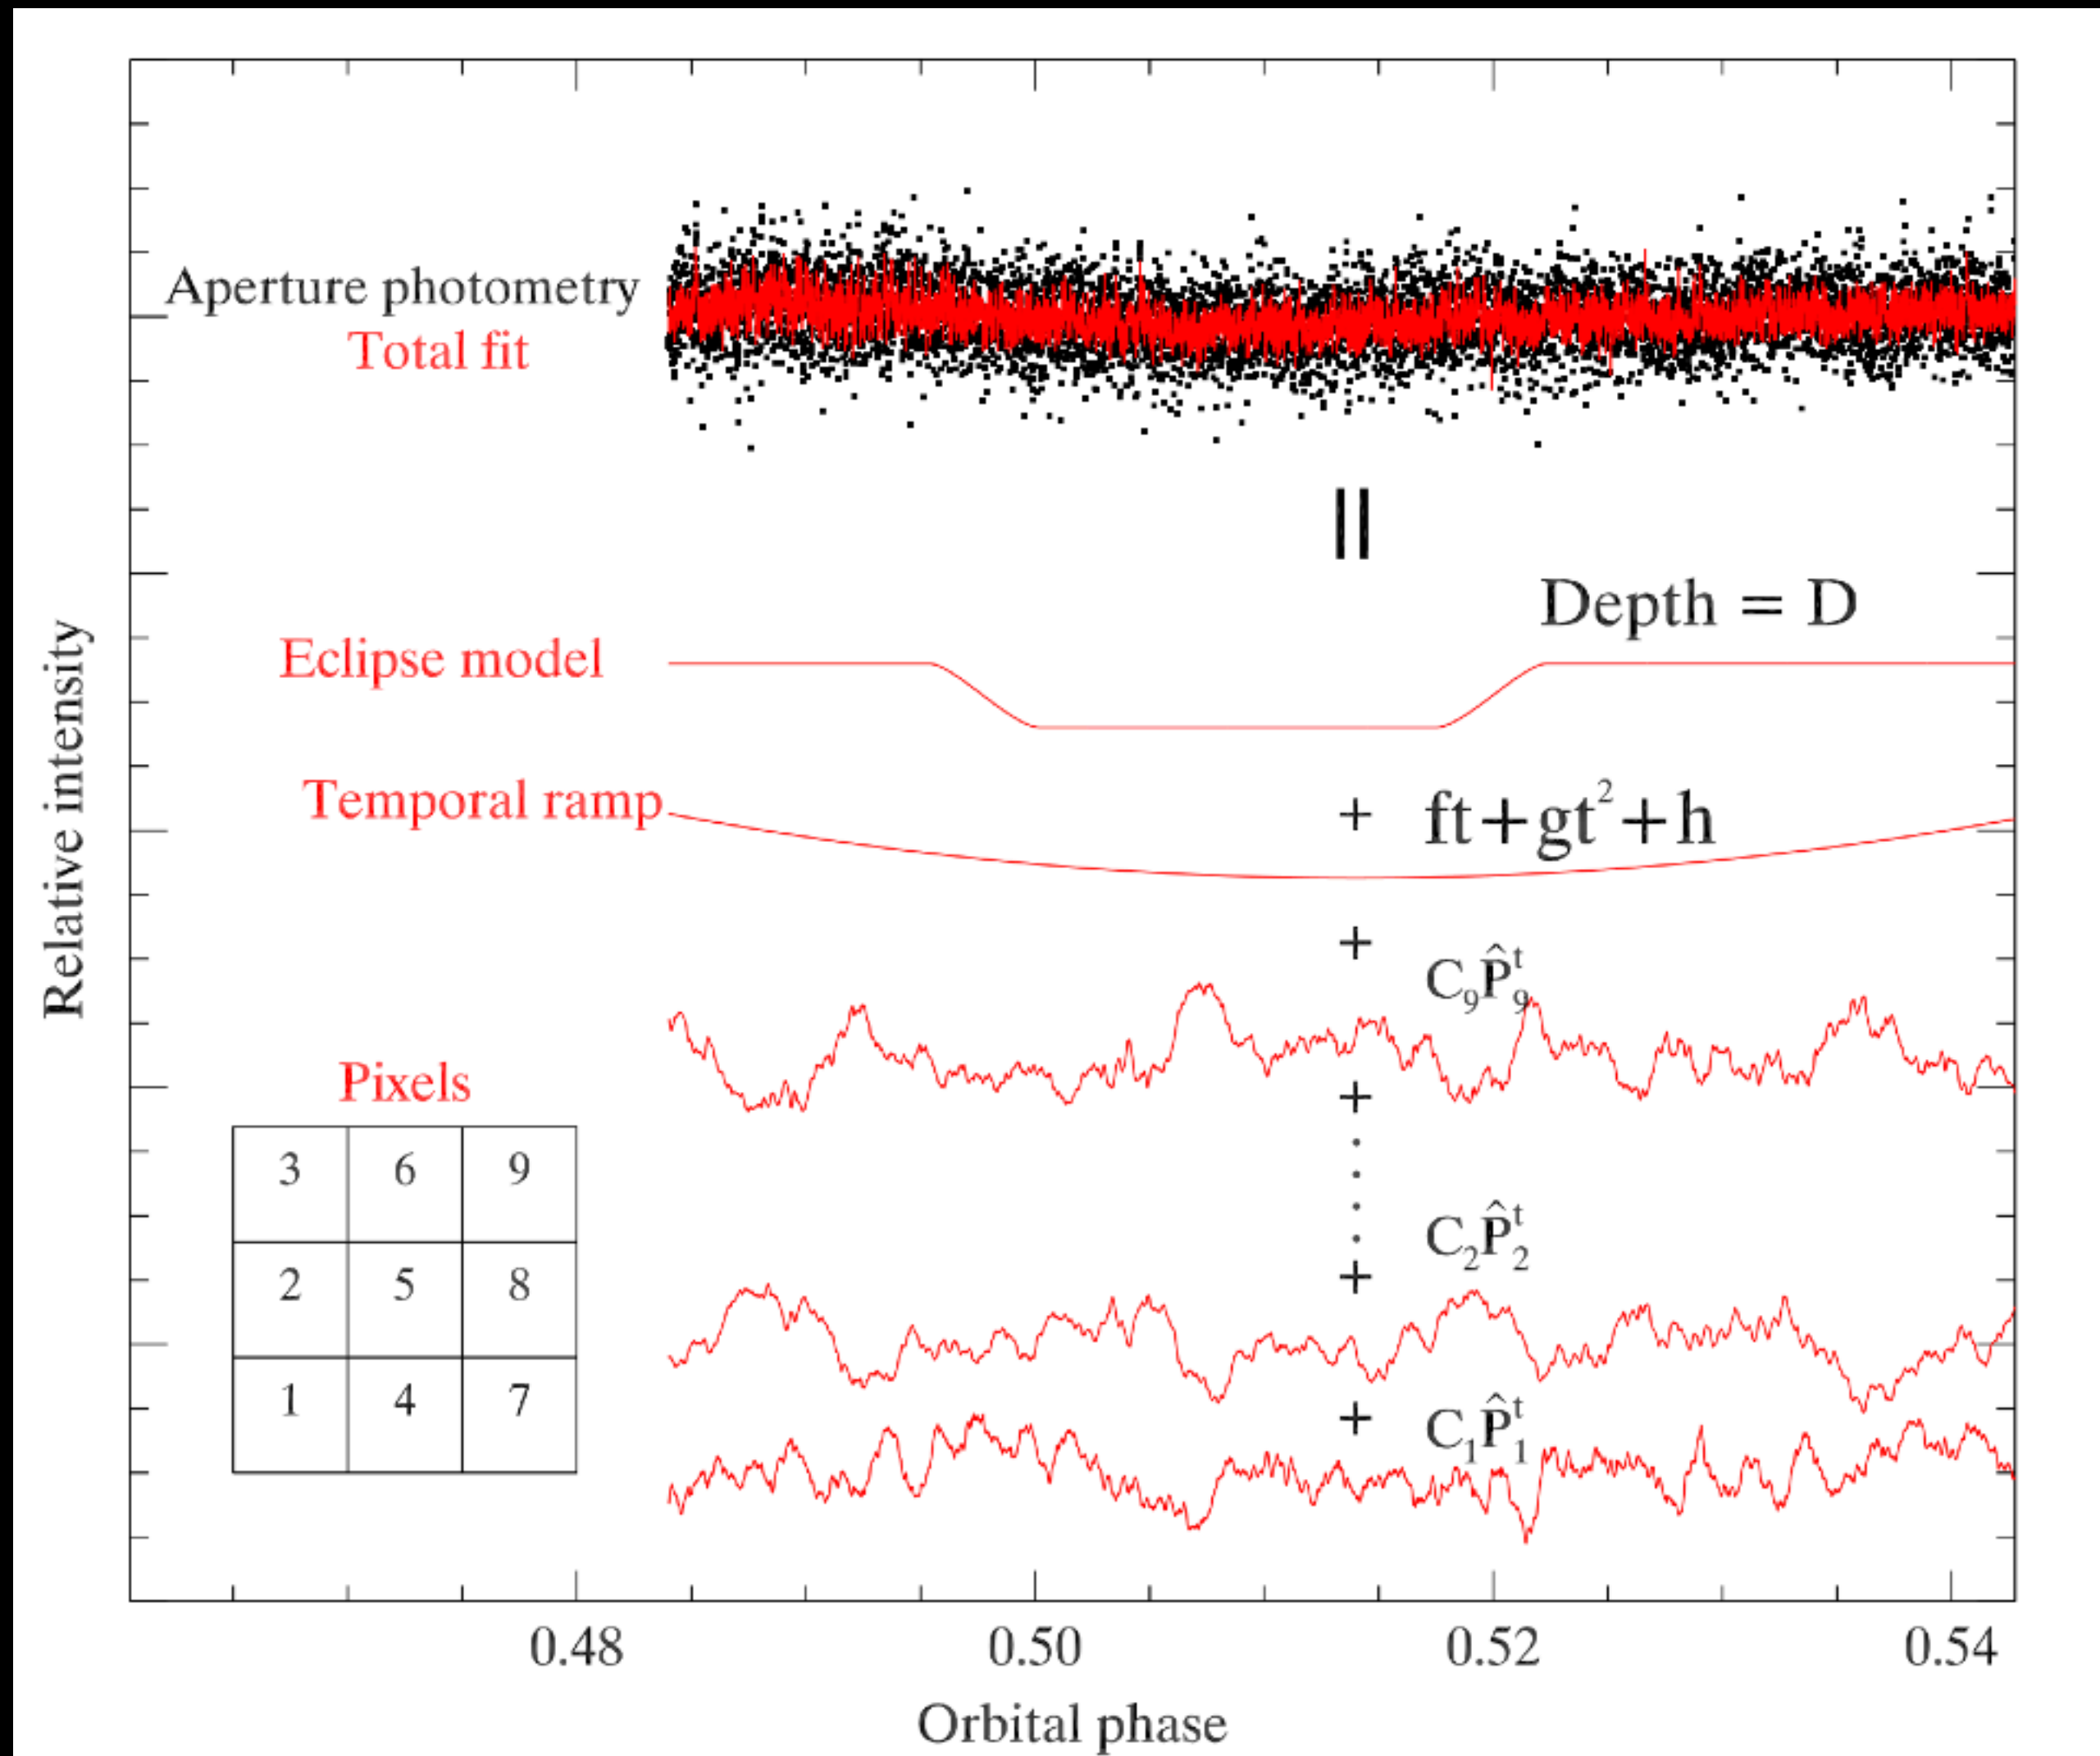 Aperture photometry
Total fit
||
Depth = D
Eclipse model
Temporal ramp
+ ft+gt²+h
+
C₉P̂₉ᵗ
Pixels
+
3 6 9
C₂P̂₂ᵗ
2 5 8
+
1 4 7
+ C₁P̂₁ᵗ
Relative intensity
0.48 0.50 0.52 0.54
Orbital phase